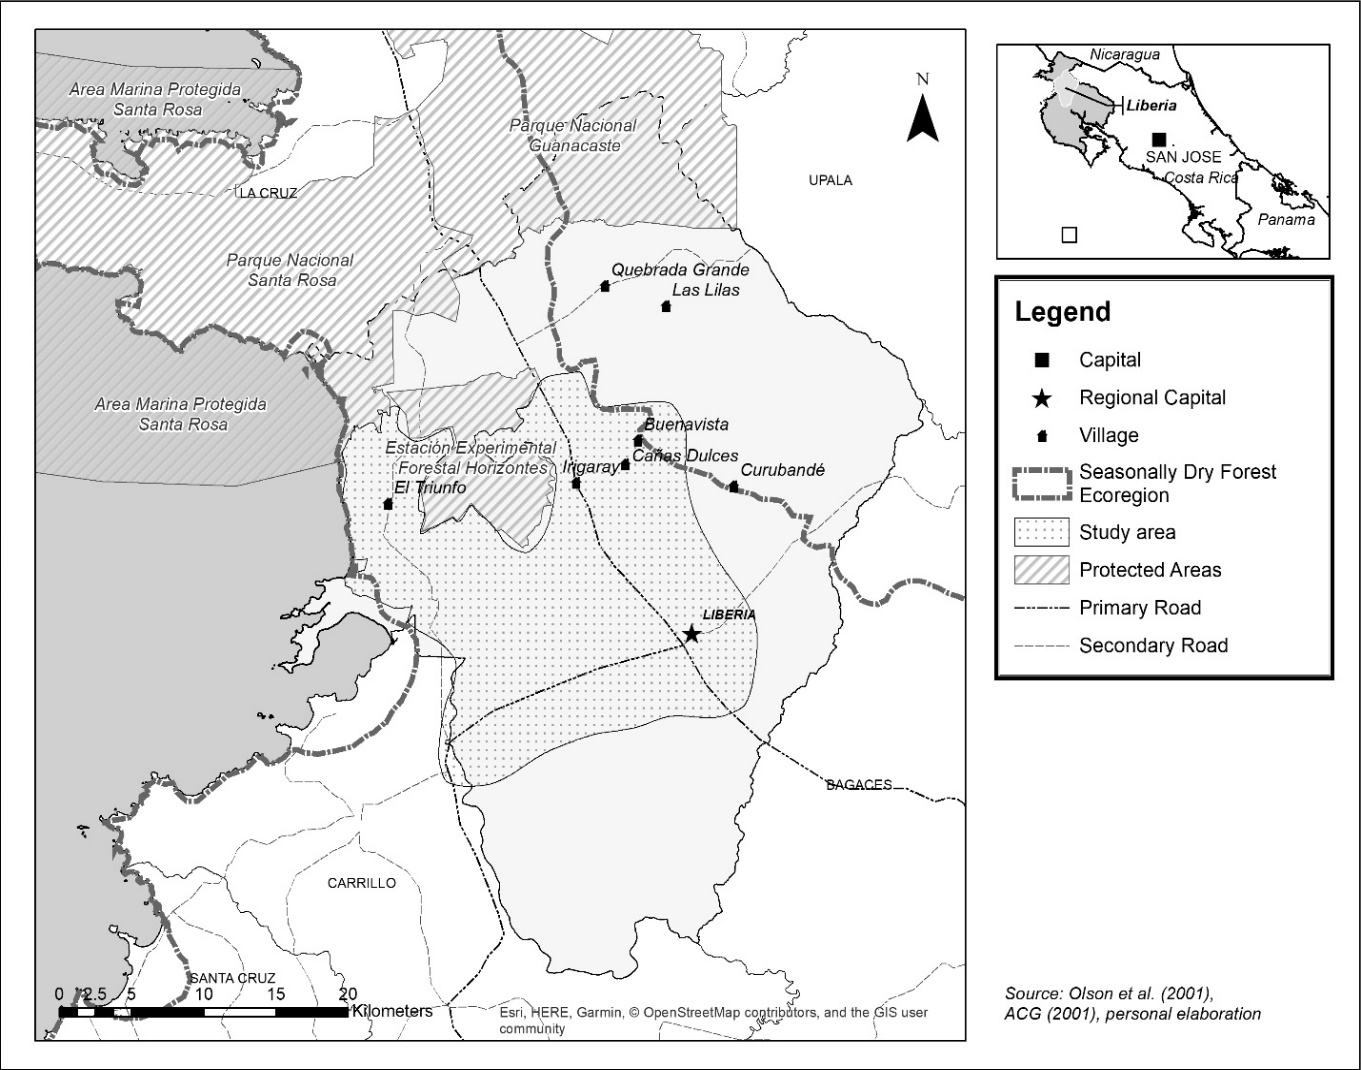 Area Marina Protegida
Santa Rosa
Parque Nacional
Guanacaste
N
UPALA
LA CRUZ
Parque Nacional
Santa Rosa
Quebrada Grande
Las Lilas
Area Marina Protegida
Santa Rosa
Buenavista
Cañas Dulces
Estación Experimental
Forestal Horizontes
Irigaray
Curubandé
El Triunfo
LIBERIA
BAGACES
CARRILLO
SANTA CRUZ
0 2.5 5 10 15 20
Kilometers
Esri, HERE, Garmin, © OpenStreetMap contributors, and the GIS user
community
Nicaragua
Liberia
SAN JOSE
Costa Rica
Panama
Legend
Capital
Regional Capital
Village
Seasonally Dry Forest
Ecoregion
Study area
Protected Areas
Primary Road
Secondary Road
Source: Olson et al. (2001),
ACG (2001), personal elaboration